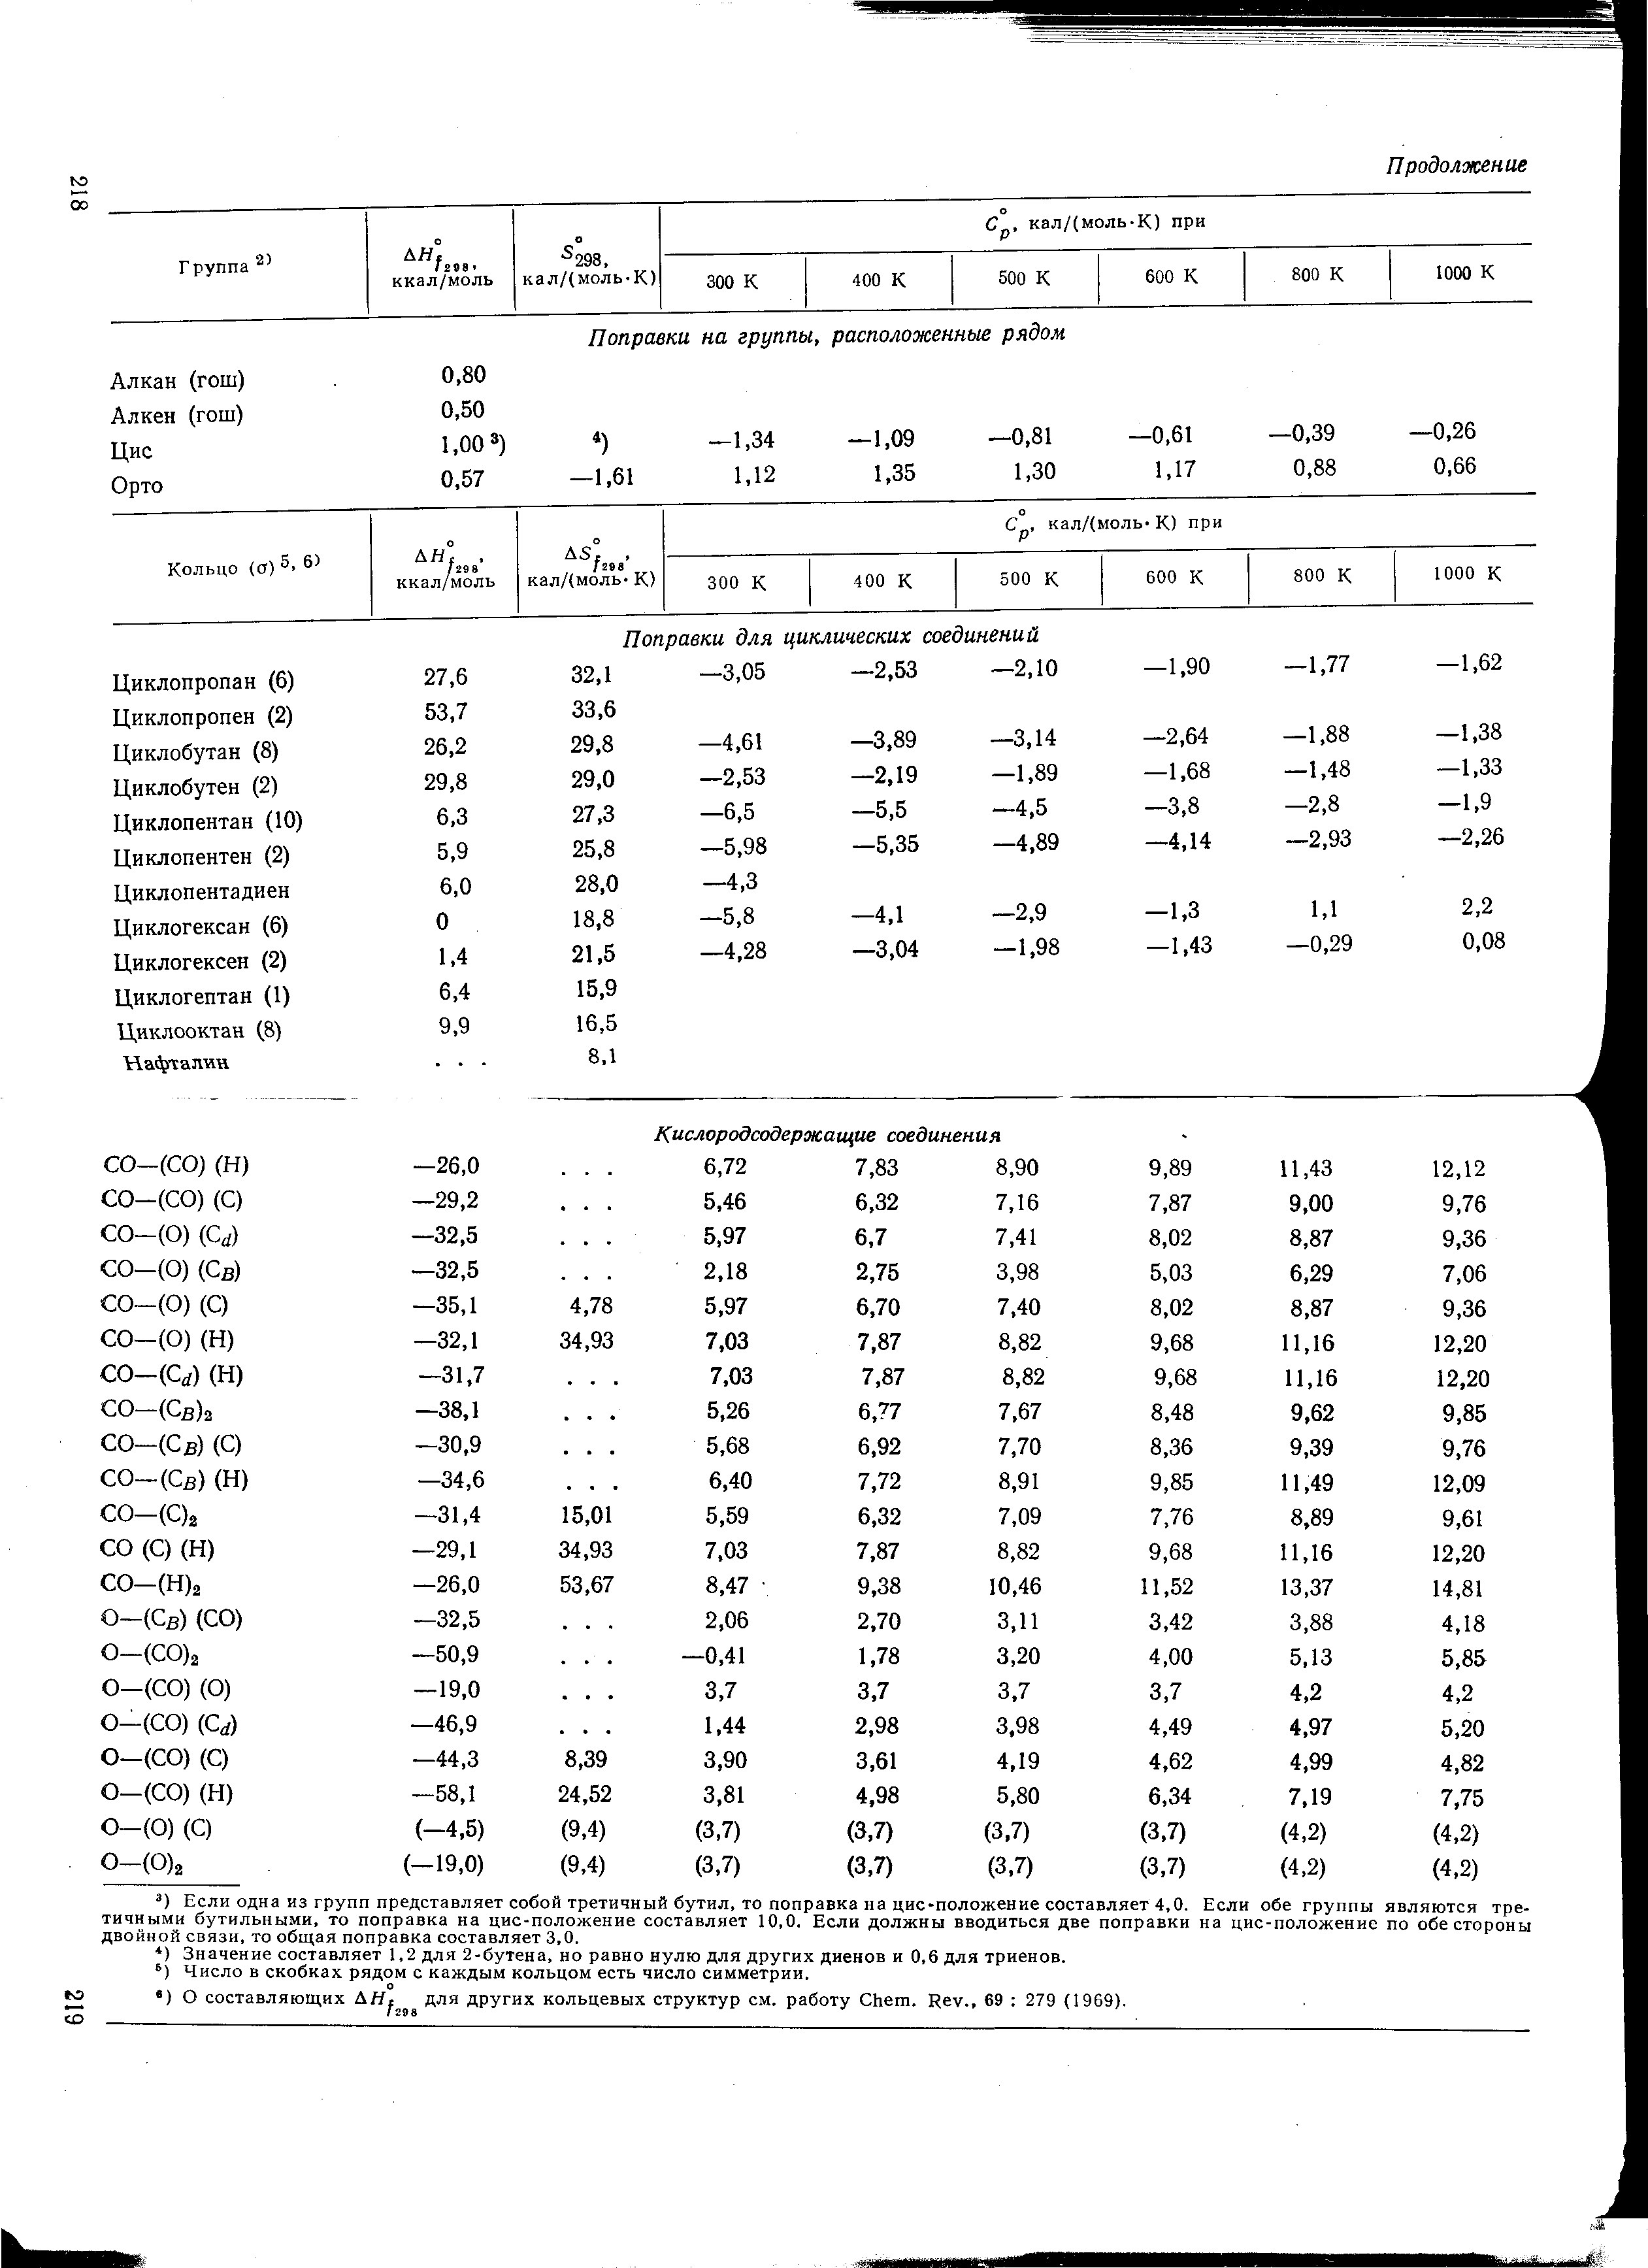 218
Продолжение
Группа 2) ΔH°f298, ккал/моль S°298, кал/(моль·К) C°p, кал/(моль·К) при
300 К 400 К 500 К 600 К 800 К 1000 К
Поправки на группы, расположенные рядом
Алкан (гош) 0,80
Алкен (гош) 0,50
Цис 1,00 3) 4) —1,34 —1,09 —0,81 —0,61 —0,39 —0,26
Орто 0,57 —1,61 1,12 1,35 1,30 1,17 0,88 0,66
Кольцо (σ) 5, 6) ΔH°f298, ккал/моль ΔS°f298, кал/(моль·К) C°p, кал/(моль·К) при
300 К 400 К 500 К 600 К 800 К 1000 К
Поправки для циклических соединений
Циклопропан (6) 27,6 32,1 —3,05 —2,53 —2,10 —1,90 —1,77 —1,62
Циклопропен (2) 53,7 33,6
Циклобутан (8) 26,2 29,8 —4,61 —3,89 —3,14 —2,64 —1,88 —1,38
Циклобутен (2) 29,8 29,0 —2,53 —2,19 —1,89 —1,68 —1,48 —1,33
Циклопентан (10) 6,3 27,3 —6,5 —5,5 —4,5 —3,8 —2,8 —1,9
Циклопентен (2) 5,9 25,8 —5,98 —5,35 —4,89 —4,14 —2,93 —2,26
Циклопентадиен 6,0 28,0 —4,3
Циклогексан (6) 0 18,8 —5,8 —4,1 —2,9 —1,3 1,1 2,2
Циклогексен (2) 1,4 21,5 —4,28 —3,04 —1,98 —1,43 —0,29 0,08
Циклогептан (1) 6,4 15,9
Циклооктан (8) 9,9 16,5
Нафталин . . . 8,1
Кислородсодержащие соединения
CO—(CO) (H) —26,0 . . . 6,72 7,83 8,90 9,89 11,43 12,12
CO—(CO) (C) —29,2 . . . 5,46 6,32 7,16 7,87 9,00 9,76
CO—(O) (Cd) —32,5 . . . 5,97 6,7 7,41 8,02 8,87 9,36
CO—(O) (CB) —32,5 . . . 2,18 2,75 3,98 5,03 6,29 7,06
CO—(O) (C) —35,1 4,78 5,97 6,70 7,40 8,02 8,87 9,36
CO—(O) (H) —32,1 34,93 7,03 7,87 8,82 9,68 11,16 12,20
CO—(Cd) (H) —31,7 . . . 7,03 7,87 8,82 9,68 11,16 12,20
CO—(CB)2 —38,1 . . . 5,26 6,77 7,67 8,48 9,62 9,85
CO—(CB) (C) —30,9 . . . 5,68 6,92 7,70 8,36 9,39 9,76
CO—(CB) (H) —34,6 . . . 6,40 7,72 8,91 9,85 11,49 12,09
CO—(C)2 —31,4 15,01 5,59 6,32 7,09 7,76 8,89 9,61
CO (C) (H) —29,1 34,93 7,03 7,87 8,82 9,68 11,16 12,20
CO—(H)2 —26,0 53,67 8,47 9,38 10,46 11,52 13,37 14,81
O—(CB) (CO) —32,5 . . . 2,06 2,70 3,11 3,42 3,88 4,18
O—(CO)2 —50,9 . . . —0,41 1,78 3,20 4,00 5,13 5,85
O—(CO) (O) —19,0 . . . 3,7 3,7 3,7 3,7 4,2 4,2
O—(CO) (Cd) —46,9 . . . 1,44 2,98 3,98 4,49 4,97 5,20
O—(CO) (C) —44,3 8,39 3,90 3,61 4,19 4,62 4,99 4,82
O—(CO) (H) —58,1 24,52 3,81 4,98 5,80 6,34 7,19 7,75
O—(O) (C) (—4,5) (9,4) (3,7) (3,7) (3,7) (3,7) (4,2) (4,2)
O—(O)2 (—19,0) (9,4) (3,7) (3,7) (3,7) (3,7) (4,2) (4,2)
3) Если одна из групп представляет собой третичный бутил, то поправка на цис-положение составляет 4,0. Если обе группы являются тре-
тичными бутильными, то поправка на цис-положение составляет 10,0. Если должны вводиться две поправки на цис-положение по обе стороны
двойной связи, то общая поправка составляет 3,0.
4) Значение составляет 1,2 для 2-бутена, но равно нулю для других диенов и 0,6 для триенов.
5) Число в скобках рядом с каждым кольцом есть число симметрии.
6) О составляющих ΔH°f298 для других кольцевых структур см. работу Chem. Rev., 69 : 279 (1969).
219